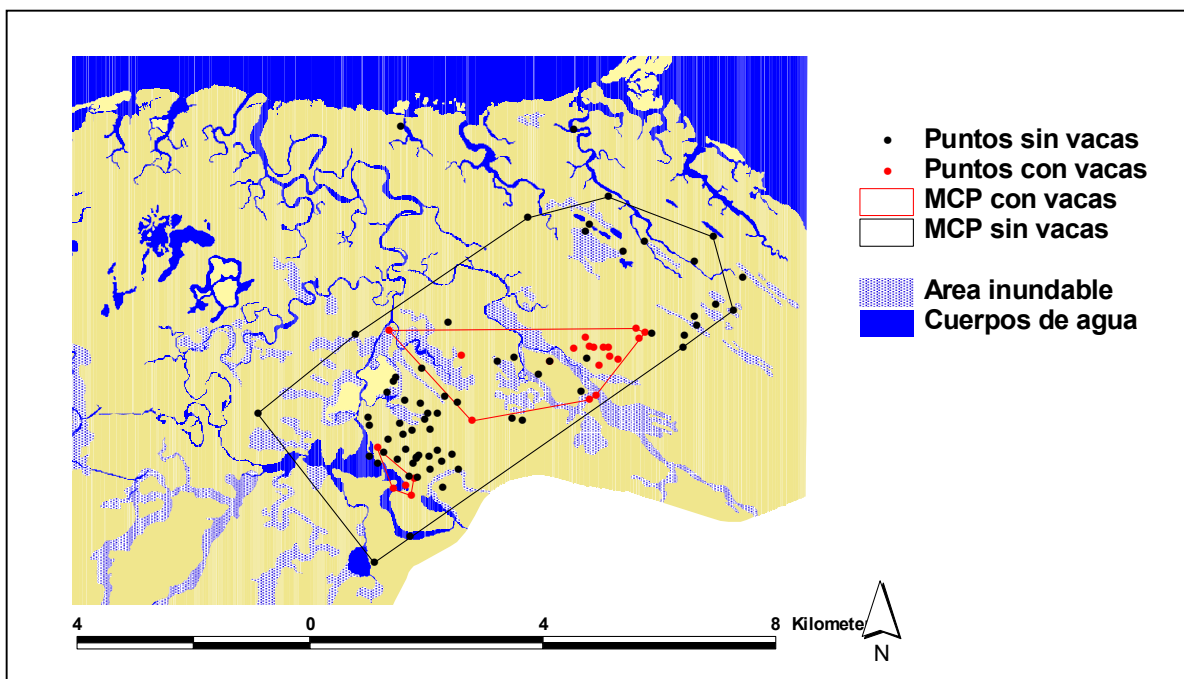 Puntos sin vacas
Puntos con vacas
MCP con vacas
MCP sin vacas
Area inundable
Cuerpos de agua
4 0 4 8 Kilomete
N